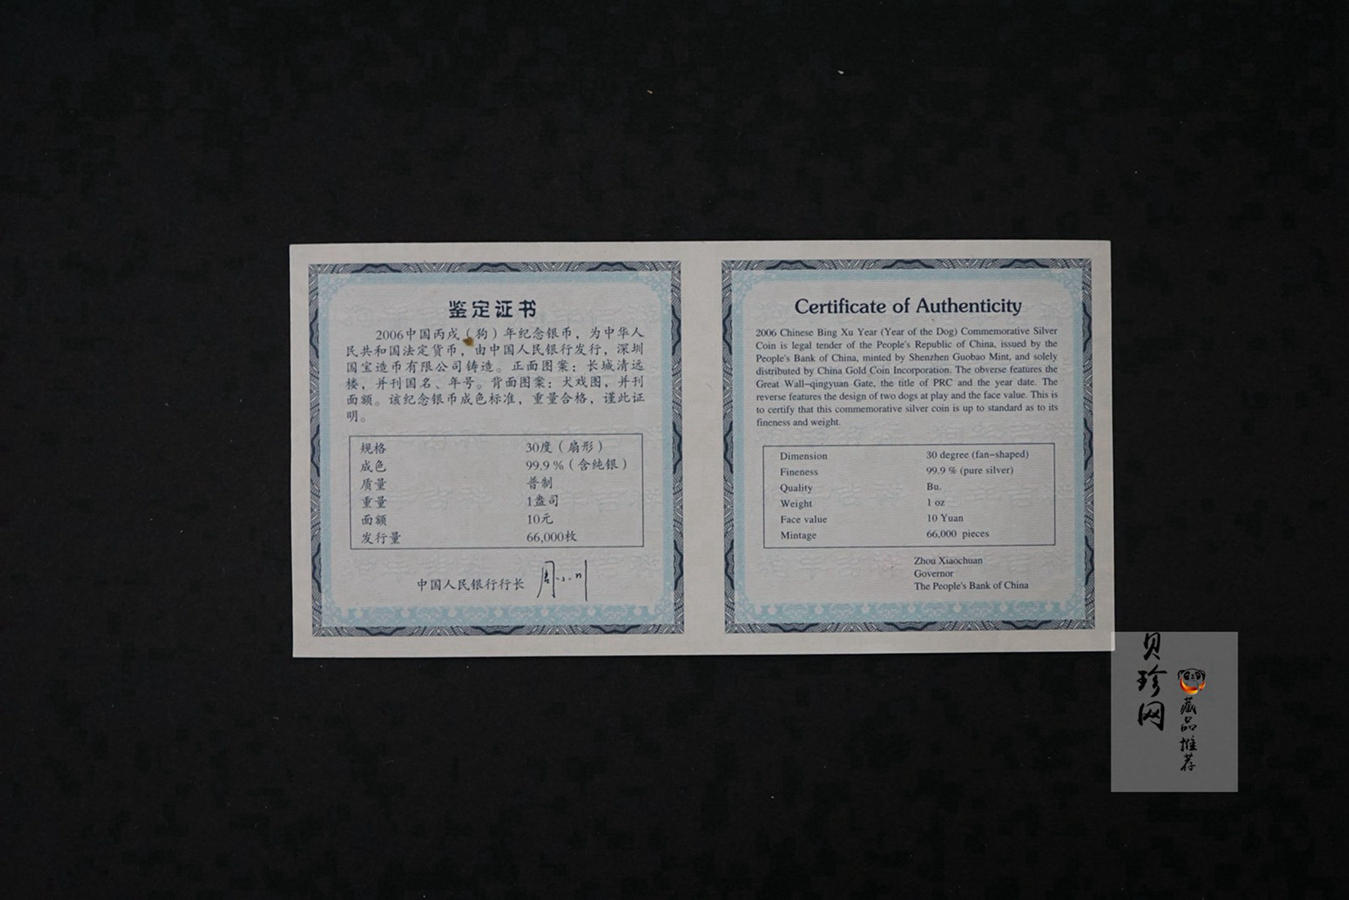 鉴定证书
2006中国丙戌（狗）年纪念银币，为中华人
民共和国法定货币，由中国人民银行发行，深圳
国宝造币有限公司铸造。正面图案：长城清远
楼，并刊国名、年号。背面图案：犬戏图，并刊
面额。该纪念银币成色标准，重量合格，谨此证
明。
规格 30度（扇形）
成色 99.9%（含纯银）
质量 普制
重量 1盎司
面额 10元
发行量 66,000枚
中国人民银行行长 周小川
Certificate of Authenticity
2006 Chinese Bing Xu Year (Year of the Dog) Commemorative Silver
Coin is legal tender of the People's Republic of China, issued by the
People's Bank of China, minted by Shenzhen Guobao Mint, and solely
distributed by China Gold Coin Incorporation. The obverse features the
Great Wall-qingyuan Gate, the title of PRC and the year date. The
reverse features the design of two dogs at play and the face value. This is
to certify that this commemorative silver coin is up to standard as to its
fineness and weight.
Dimension 30 degree (fan-shaped)
Fineness 99.9 % (pure silver)
Quality Bu.
Weight 1 oz
Face value 10 Yuan
Mintage 66,000 pieces
Zhou Xiaochuan
Governor
The People's Bank of China
贝珍网
藏品推荐